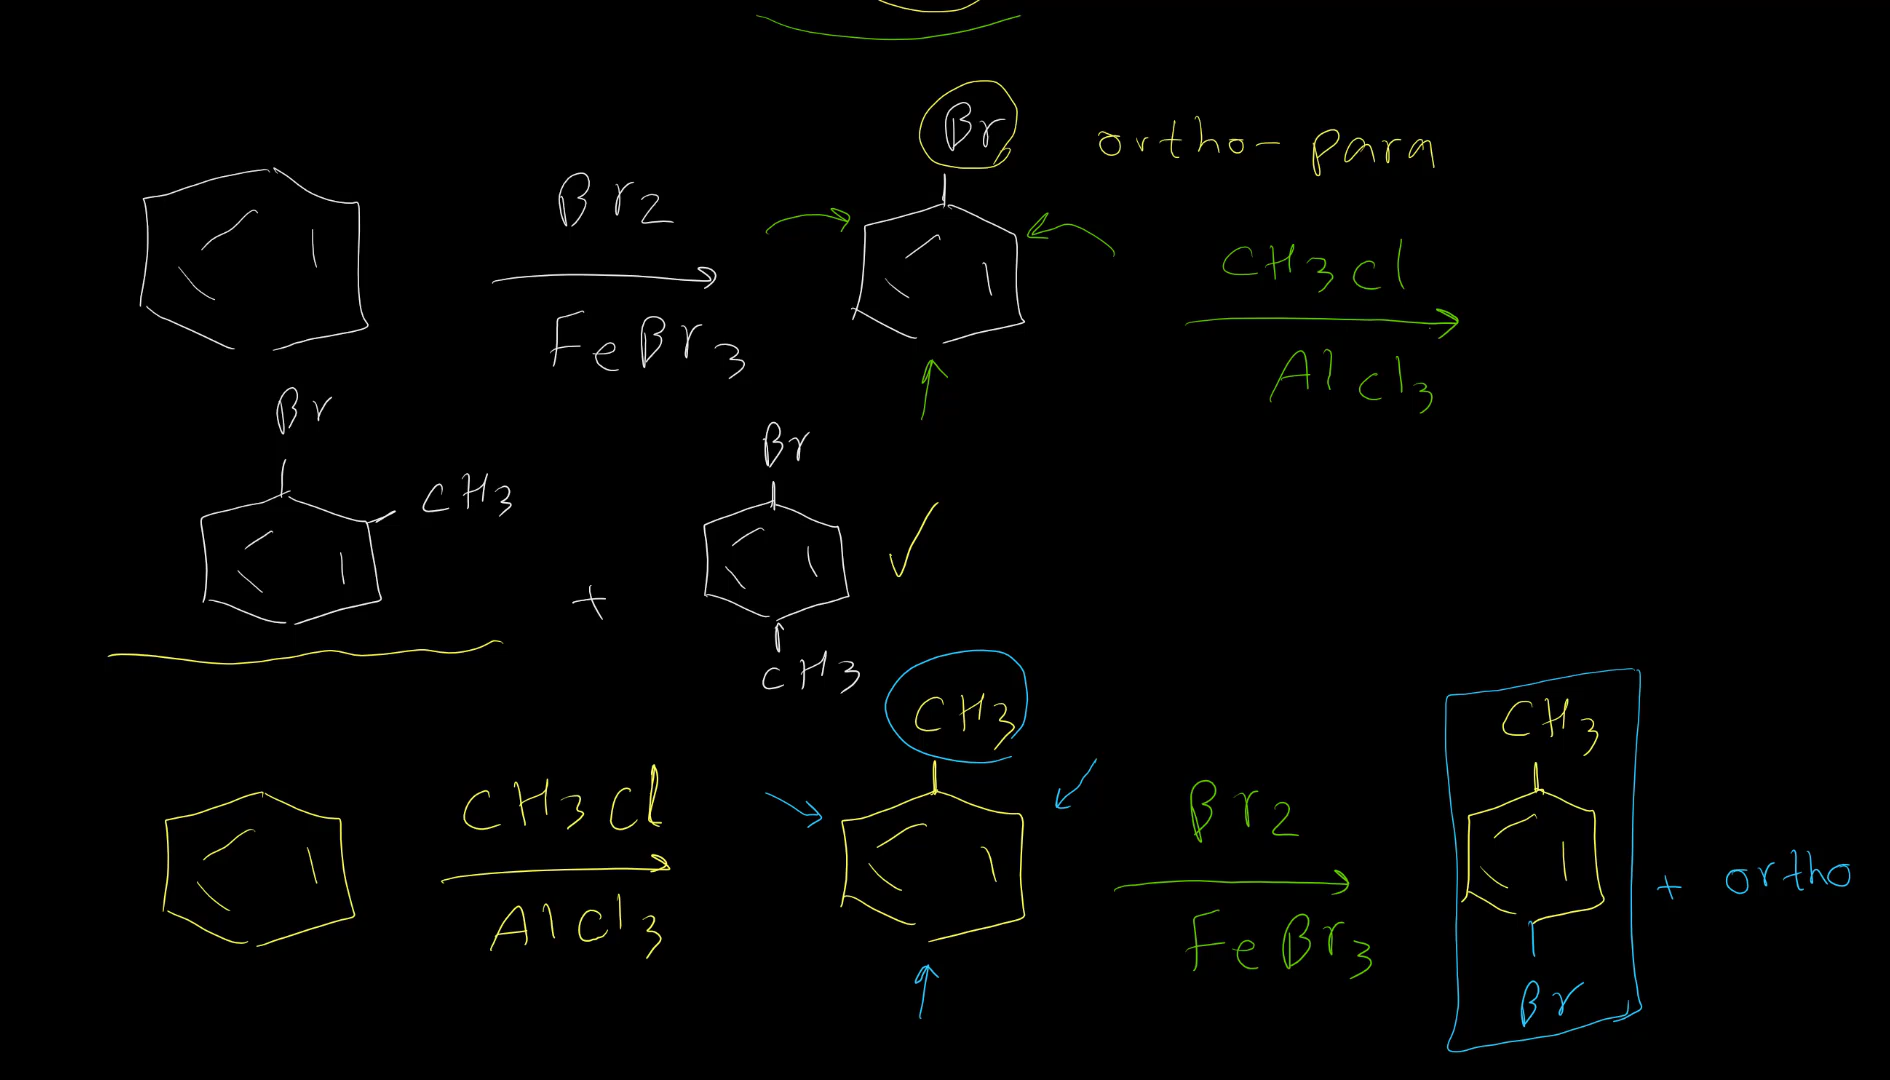 Br
ortho-para
Br2
FeBr3
CH3Cl
AlCl3
Br
CH3
+
Br
CH3
CH3Cl
AlCl3
CH3
Br2
FeBr3
CH3
Br
+ ortho